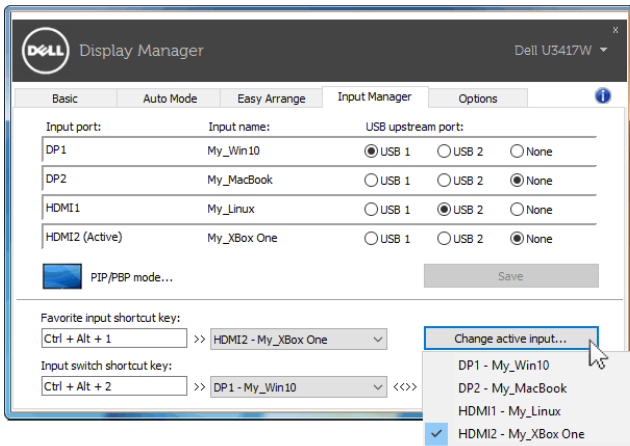 DELL Display Manager Dell U3417W
x
Basic Auto Mode Easy Arrange Input Manager Options i
Input port: Input name: USB upstream port:
DP1 My_Win10 USB 1 USB 2 None
DP2 My_MacBook USB 1 USB 2 None
HDMI1 My_Linux USB 1 USB 2 None
HDMI2 (Active) My_XBox One USB 1 USB 2 None
PIP/PBP mode... Save
Favorite input shortcut key:
Ctrl + Alt + 1 >> HDMI2 - My_XBox One Change active input...
Input switch shortcut key:
Ctrl + Alt + 2 >> DP1 - My_Win10 <<>>
DP1 - My_Win10
DP2 - My_MacBook
HDMI1 - My_Linux
HDMI2 - My_XBox One